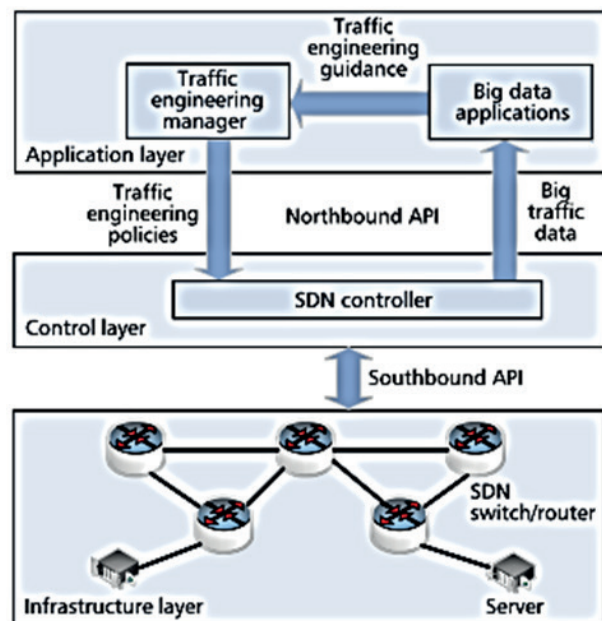 Traffic
engineering
guidance
Traffic
engineering
manager
Big data
applications
Application layer
Traffic
engineering
policies
Northbound API
Big
traffic
data
SDN controller
Control layer
Southbound API
SDN
switch/router
Infrastructure layer
Server